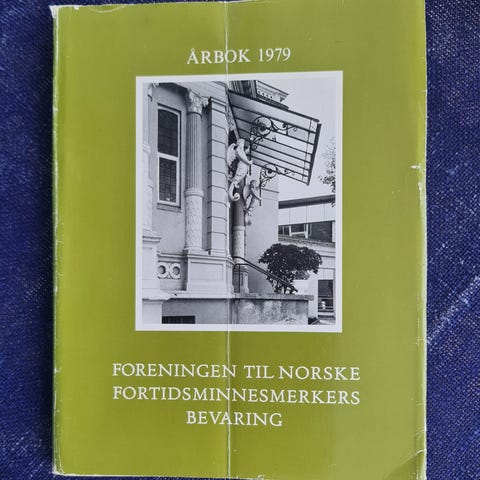 ÅRBOK 1979
FORENINGEN TIL NORSKE
FORTIDSMINNESMERKERS
BEVARING